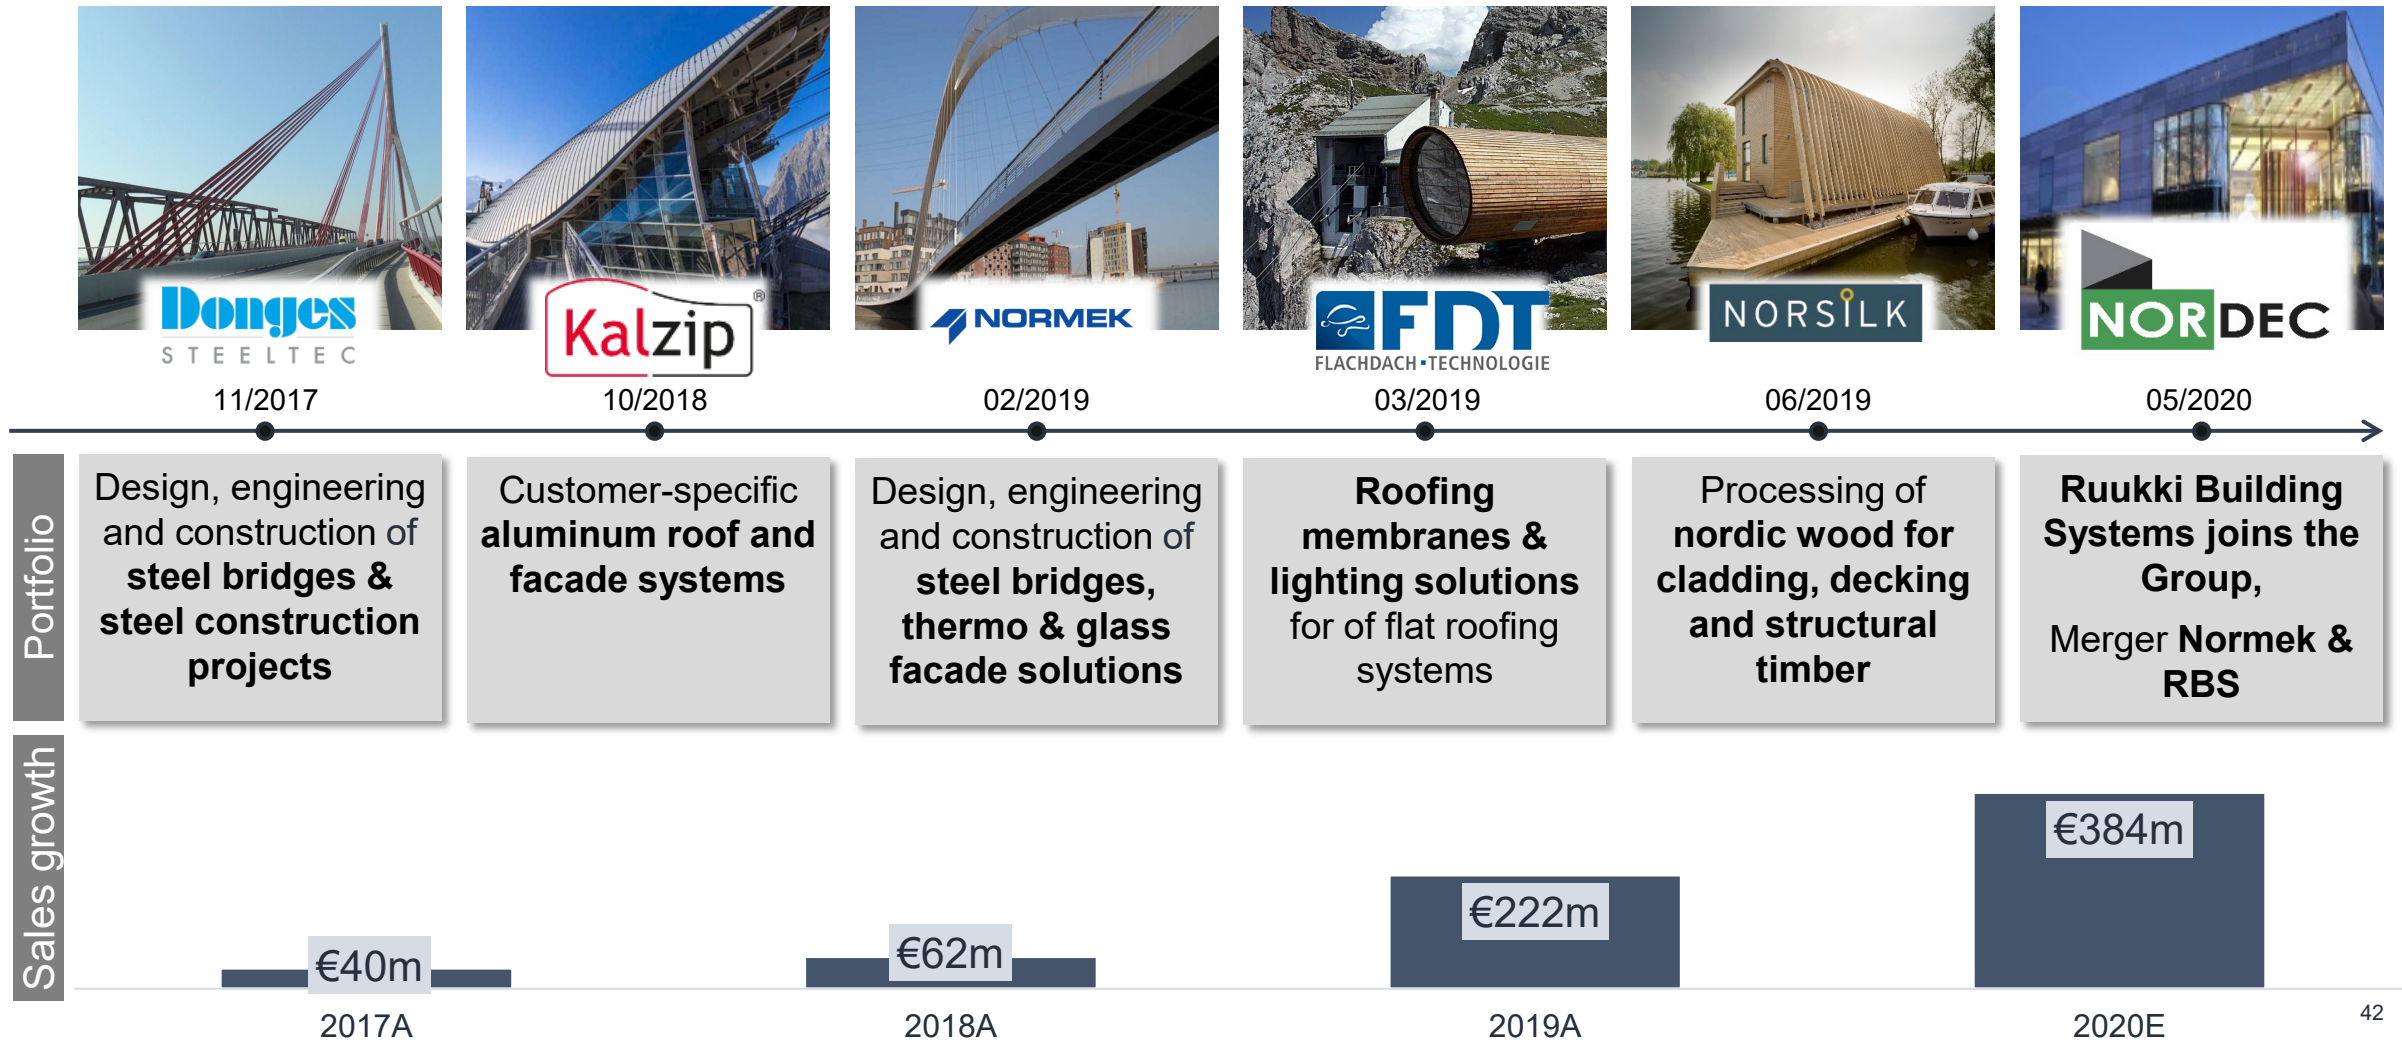 Donges
STEELTEC
Kalzip®
NORMEK
FDT
FLACHDACH-TECHNOLOGIE
NORSILK
NORDEC
11/2017
10/2018
02/2019
03/2019
06/2019
05/2020
Portfolio
Design, engineering
and construction of
steel bridges &
steel construction
projects
Customer-specific
aluminum roof and
facade systems
Design, engineering
and construction of
steel bridges,
thermo & glass
facade solutions
Roofing
membranes &
lighting solutions
for of flat roofing
systems
Processing of
nordic wood for
cladding, decking
and structural
timber
Ruukki Building
Systems joins the
Group,
Merger Normek &
RBS
Sales growth
€40m
€62m
€222m
€384m
2017A
2018A
2019A
2020E
42